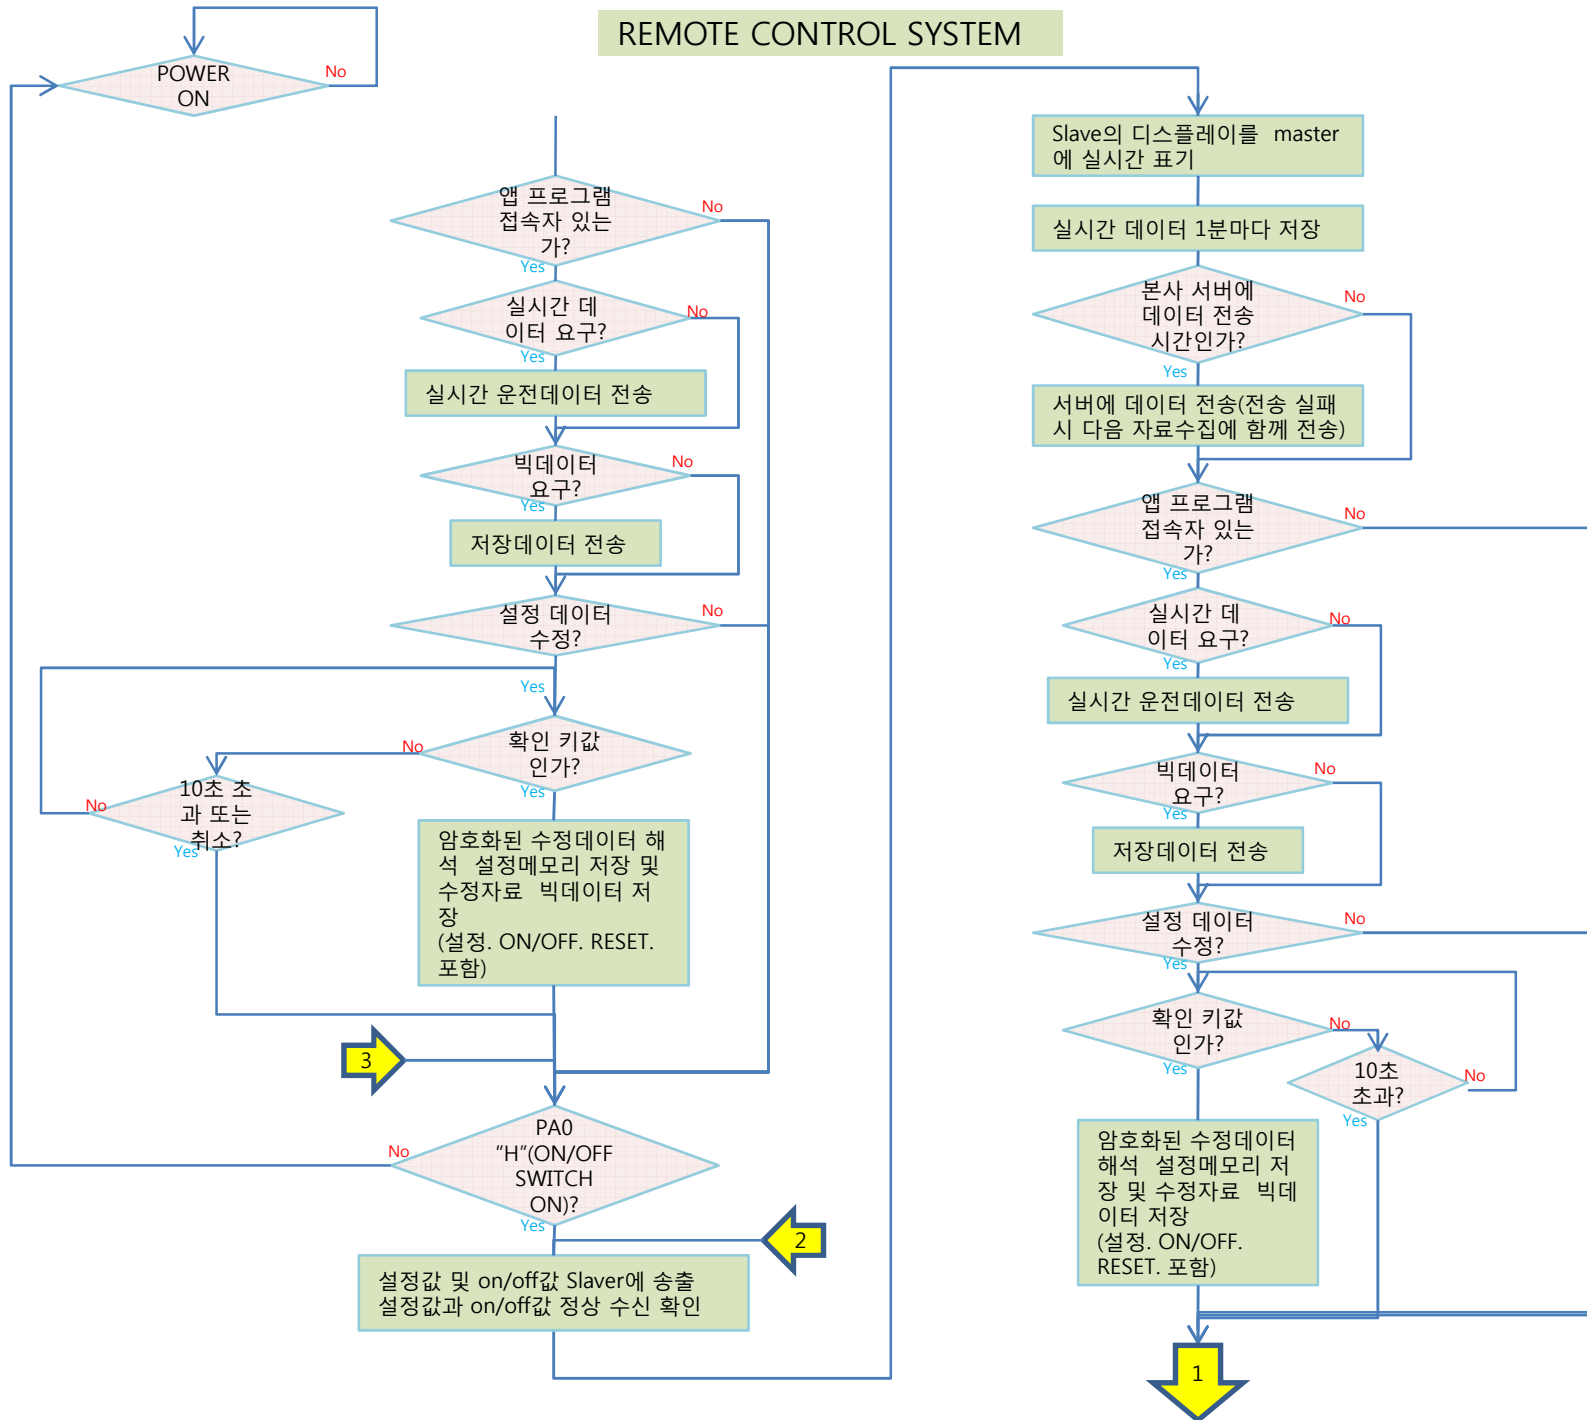 REMOTE CONTROL SYSTEM
POWER
ON
No
앱 프로그램
접속자 있는
가?
No
Yes
실시간 데
이터 요구?
No
Yes
실시간 운전데이터 전송
빅데이터
요구?
No
Yes
저장데이터 전송
설정 데이터
수정?
No
Yes
확인 키값
인가?
No
Yes
10초 초
과 또는
취소?
No
Yes
암호화된 수정데이터 해
석 설정메모리 저장 및
수정자료 빅데이터 저
장
(설정. ON/OFF. RESET.
포함)
3
PA0
“H”(ON/OFF
SWITCH
ON)?
No
Yes
2
설정값 및 on/off값 Slaver에 송출
설정값과 on/off값 정상 수신 확인
Slave의 디스플레이를 master
에 실시간 표기
실시간 데이터 1분마다 저장
본사 서버에
데이터 전송
시간인가?
No
Yes
서버에 데이터 전송(전송 실패
시 다음 자료수집에 함께 전송)
앱 프로그램
접속자 있는
가?
No
Yes
실시간 데
이터 요구?
No
Yes
실시간 운전데이터 전송
빅데이터
요구?
No
Yes
저장데이터 전송
설정 데이터
수정?
No
Yes
확인 키값
인가?
No
Yes
10초
초과?
No
Yes
암호화된 수정데이터
해석 설정메모리 저
장 및 수정자료 빅데
이터 저장
(설정. ON/OFF.
RESET. 포함)
1